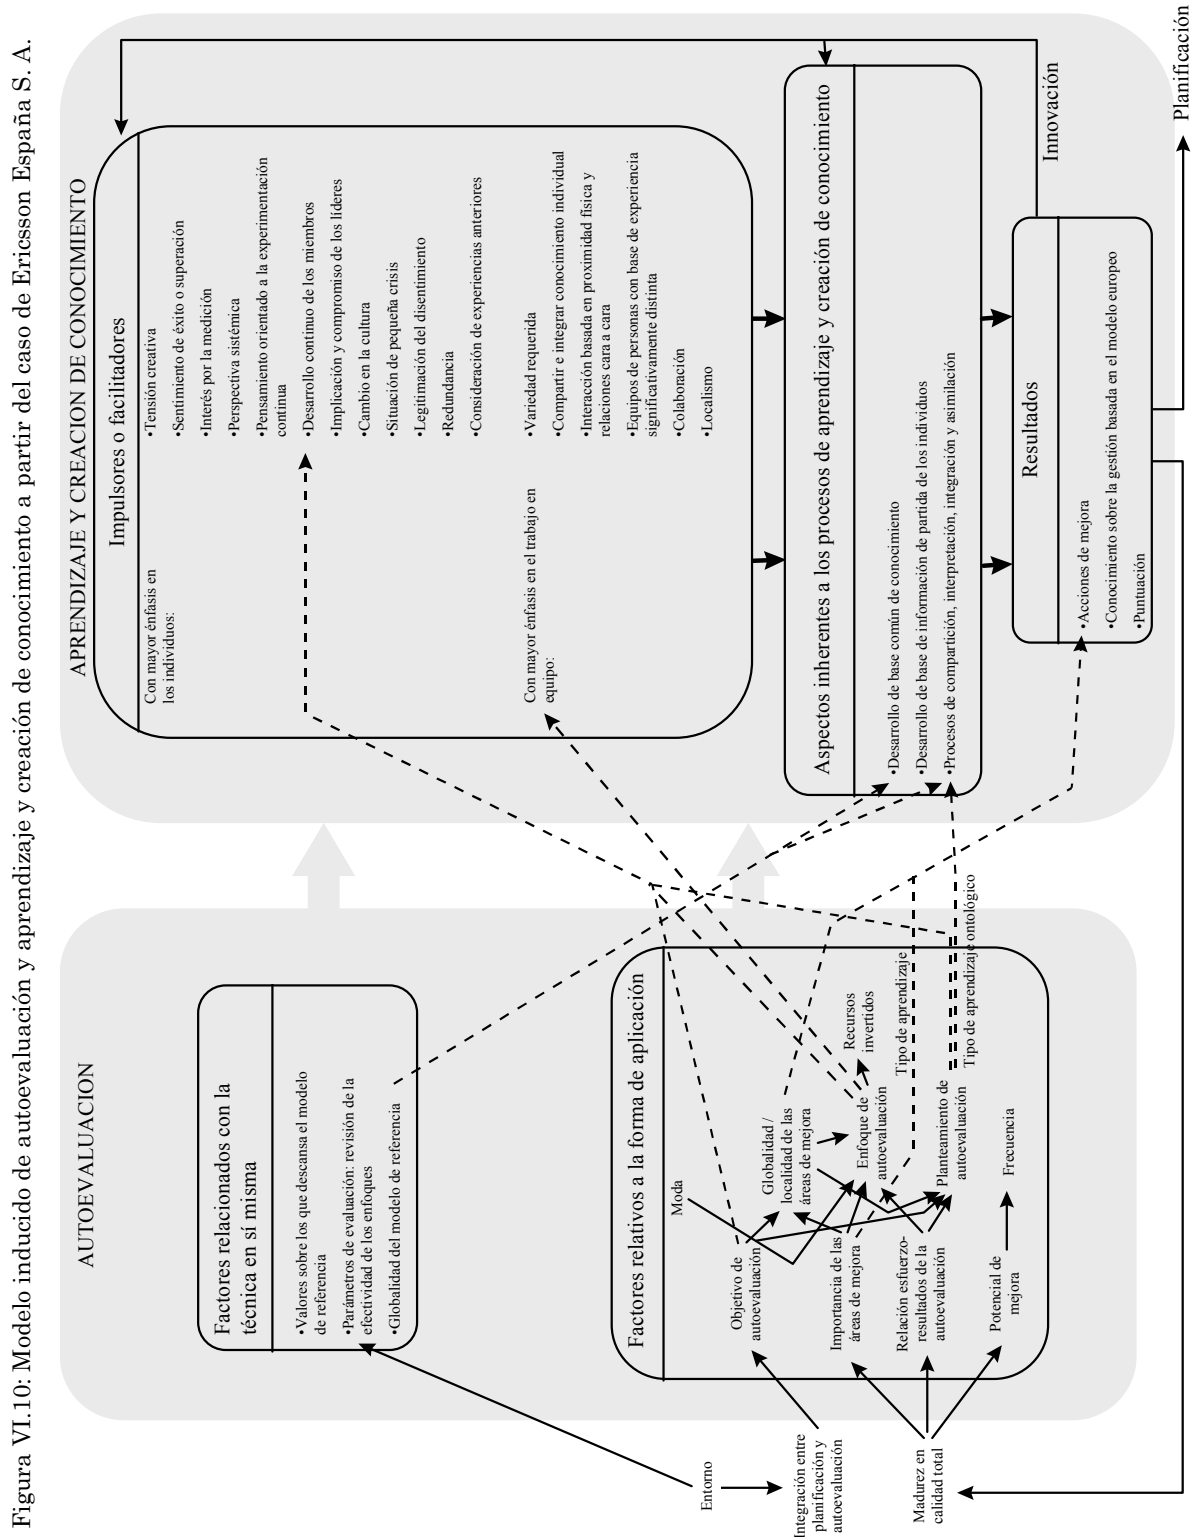 Figura VI.10: Modelo inducido de autoevaluación y aprendizaje y creación de conocimiento a partir del caso de Ericsson España S. A.
AUTOEVALUACION
Factores relacionados con la
técnica en sí misma
•Valores sobre los que descansa el modelo
de referencia
•Parámetros de evaluación: revisión de la
efectividad de los enfoques
•Globalidad del modelo de referencia
Factores relativos a la forma de aplicación
Moda
Objetivo de
autoevaluación
Globalidad /
localidad de las
áreas de mejora
Importancia de las
áreas de mejora
Enfoque de
autoevaluación
Recursos
invertidos
Tipo de aprendizaje
Relación esfuerzo-
resultados de la
autoevaluación
Planteamiento de
autoevaluación
Tipo de aprendizaje ontológico
Potencial de
mejora
Frecuencia
Entorno
Integración entre
planificación y
autoevaluación
Madurez en
calidad total
APRENDIZAJE Y CREACION DE CONOCIMIENTO
Impulsores o facilitadores
Con mayor énfasis en
los individuos:
•Tensión creativa
•Sentimiento de éxito o superación
•Interés por la medición
•Perspectiva sistémica
•Pensamiento orientado a la experimentación
continua
•Desarrollo continuo de los miembros
•Implicación y compromiso de los líderes
•Cambio en la cultura
•Situación de pequeña crisis
•Legitimación del disentimiento
•Redundancia
•Consideración de experiencias anteriores
Con mayor énfasis en el trabajo en
equipo:
•Variedad requerida
•Compartir e integrar conocimiento individual
•Interacción basada en proximidad física y
relaciones cara a cara
•Equipos de personas con base de experiencia
significativamente distinta
•Colaboración
•Localismo
Aspectos inherentes a los procesos de aprendizaje y creación de conocimiento
•Desarrollo de base común de conocimiento
•Desarrollo de base de información de partida de los individuos
•Procesos de compartición, interpretación, integración y asimilación
Resultados
•Acciones de mejora
•Conocimiento sobre la gestión basada en el modelo europeo
•Puntuación
Innovación
Planificación